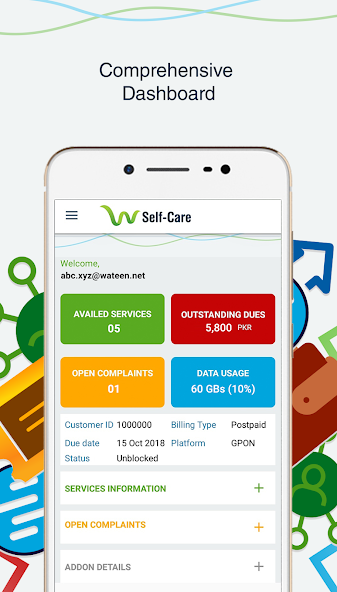 Comprehensive
Dashboard
Self-Care
Welcome,
abc.xyz@wateen.net
AVAILED SERVICES
05
OUTSTANDING DUES
5,800 PKR
OPEN COMPLAINTS
01
DATA USAGE
60 GBs (10%)
Customer ID 1000000 Billing Type Postpaid
Due date 15 Oct 2018 Platform GPON
Status Unblocked
SERVICES INFORMATION +
OPEN COMPLAINTS +
ADDON DETAILS +